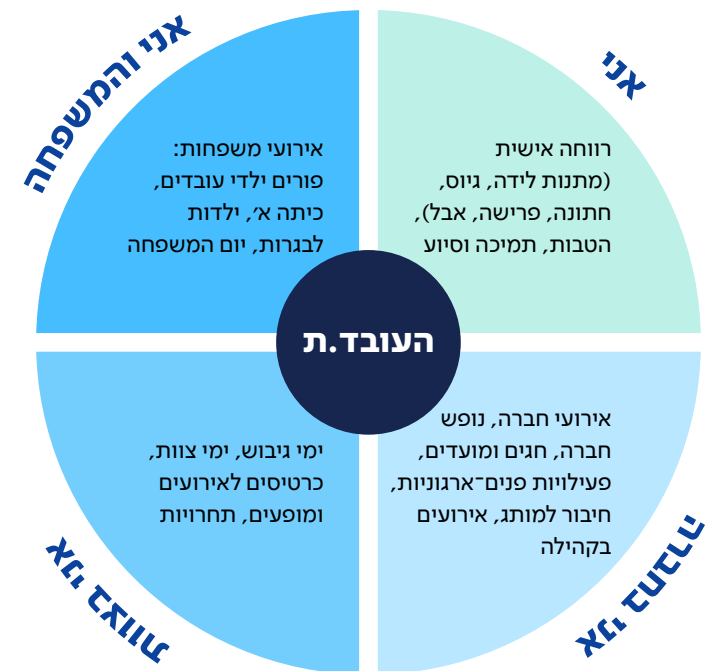 אני
רווחה אישית
(מתנות לידה, גיוס,
חתונה, פרישה, אבל),
הטבות, תמיכה וסיוע
אני והמשפחה
אירועי משפחות:
פורים ילדי עובדים,
כיתה א׳, ילדות
לבגרות, יום המשפחה
העובד.ת
אירועי חברה, נופש
חברה, חגים ומועדים,
פעילויות פנים־ארגוניות,
חיבור למותג, אירועים
בקהילה
אני בחברה
ימי גיבוש, ימי צוות,
כרטיסים לאירועים
ומופעים, תחרויות
אני בצוות